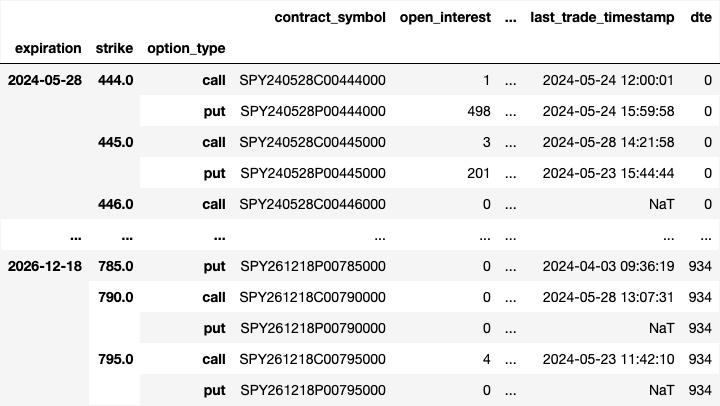 contract_symbol open_interest ... last_trade_timestamp dte
expiration strike option_type
2024-05-28 444.0 call SPY240528C00444000 1 ... 2024-05-24 12:00:01 0
put SPY240528P00444000 498 ... 2024-05-24 15:59:58 0
445.0 call SPY240528C00445000 3 ... 2024-05-28 14:21:58 0
put SPY240528P00445000 201 ... 2024-05-23 15:44:44 0
446.0 call SPY240528C00446000 0 ... NaT 0
... ... ... ... ... ... ... ...
2026-12-18 785.0 put SPY261218P00785000 0 ... 2024-04-03 09:36:19 934
790.0 call SPY261218C00790000 0 ... 2024-05-28 13:07:31 934
put SPY261218P00790000 0 ... NaT 934
795.0 call SPY261218C00795000 4 ... 2024-05-23 11:42:10 934
put SPY261218P00795000 0 ... NaT 934